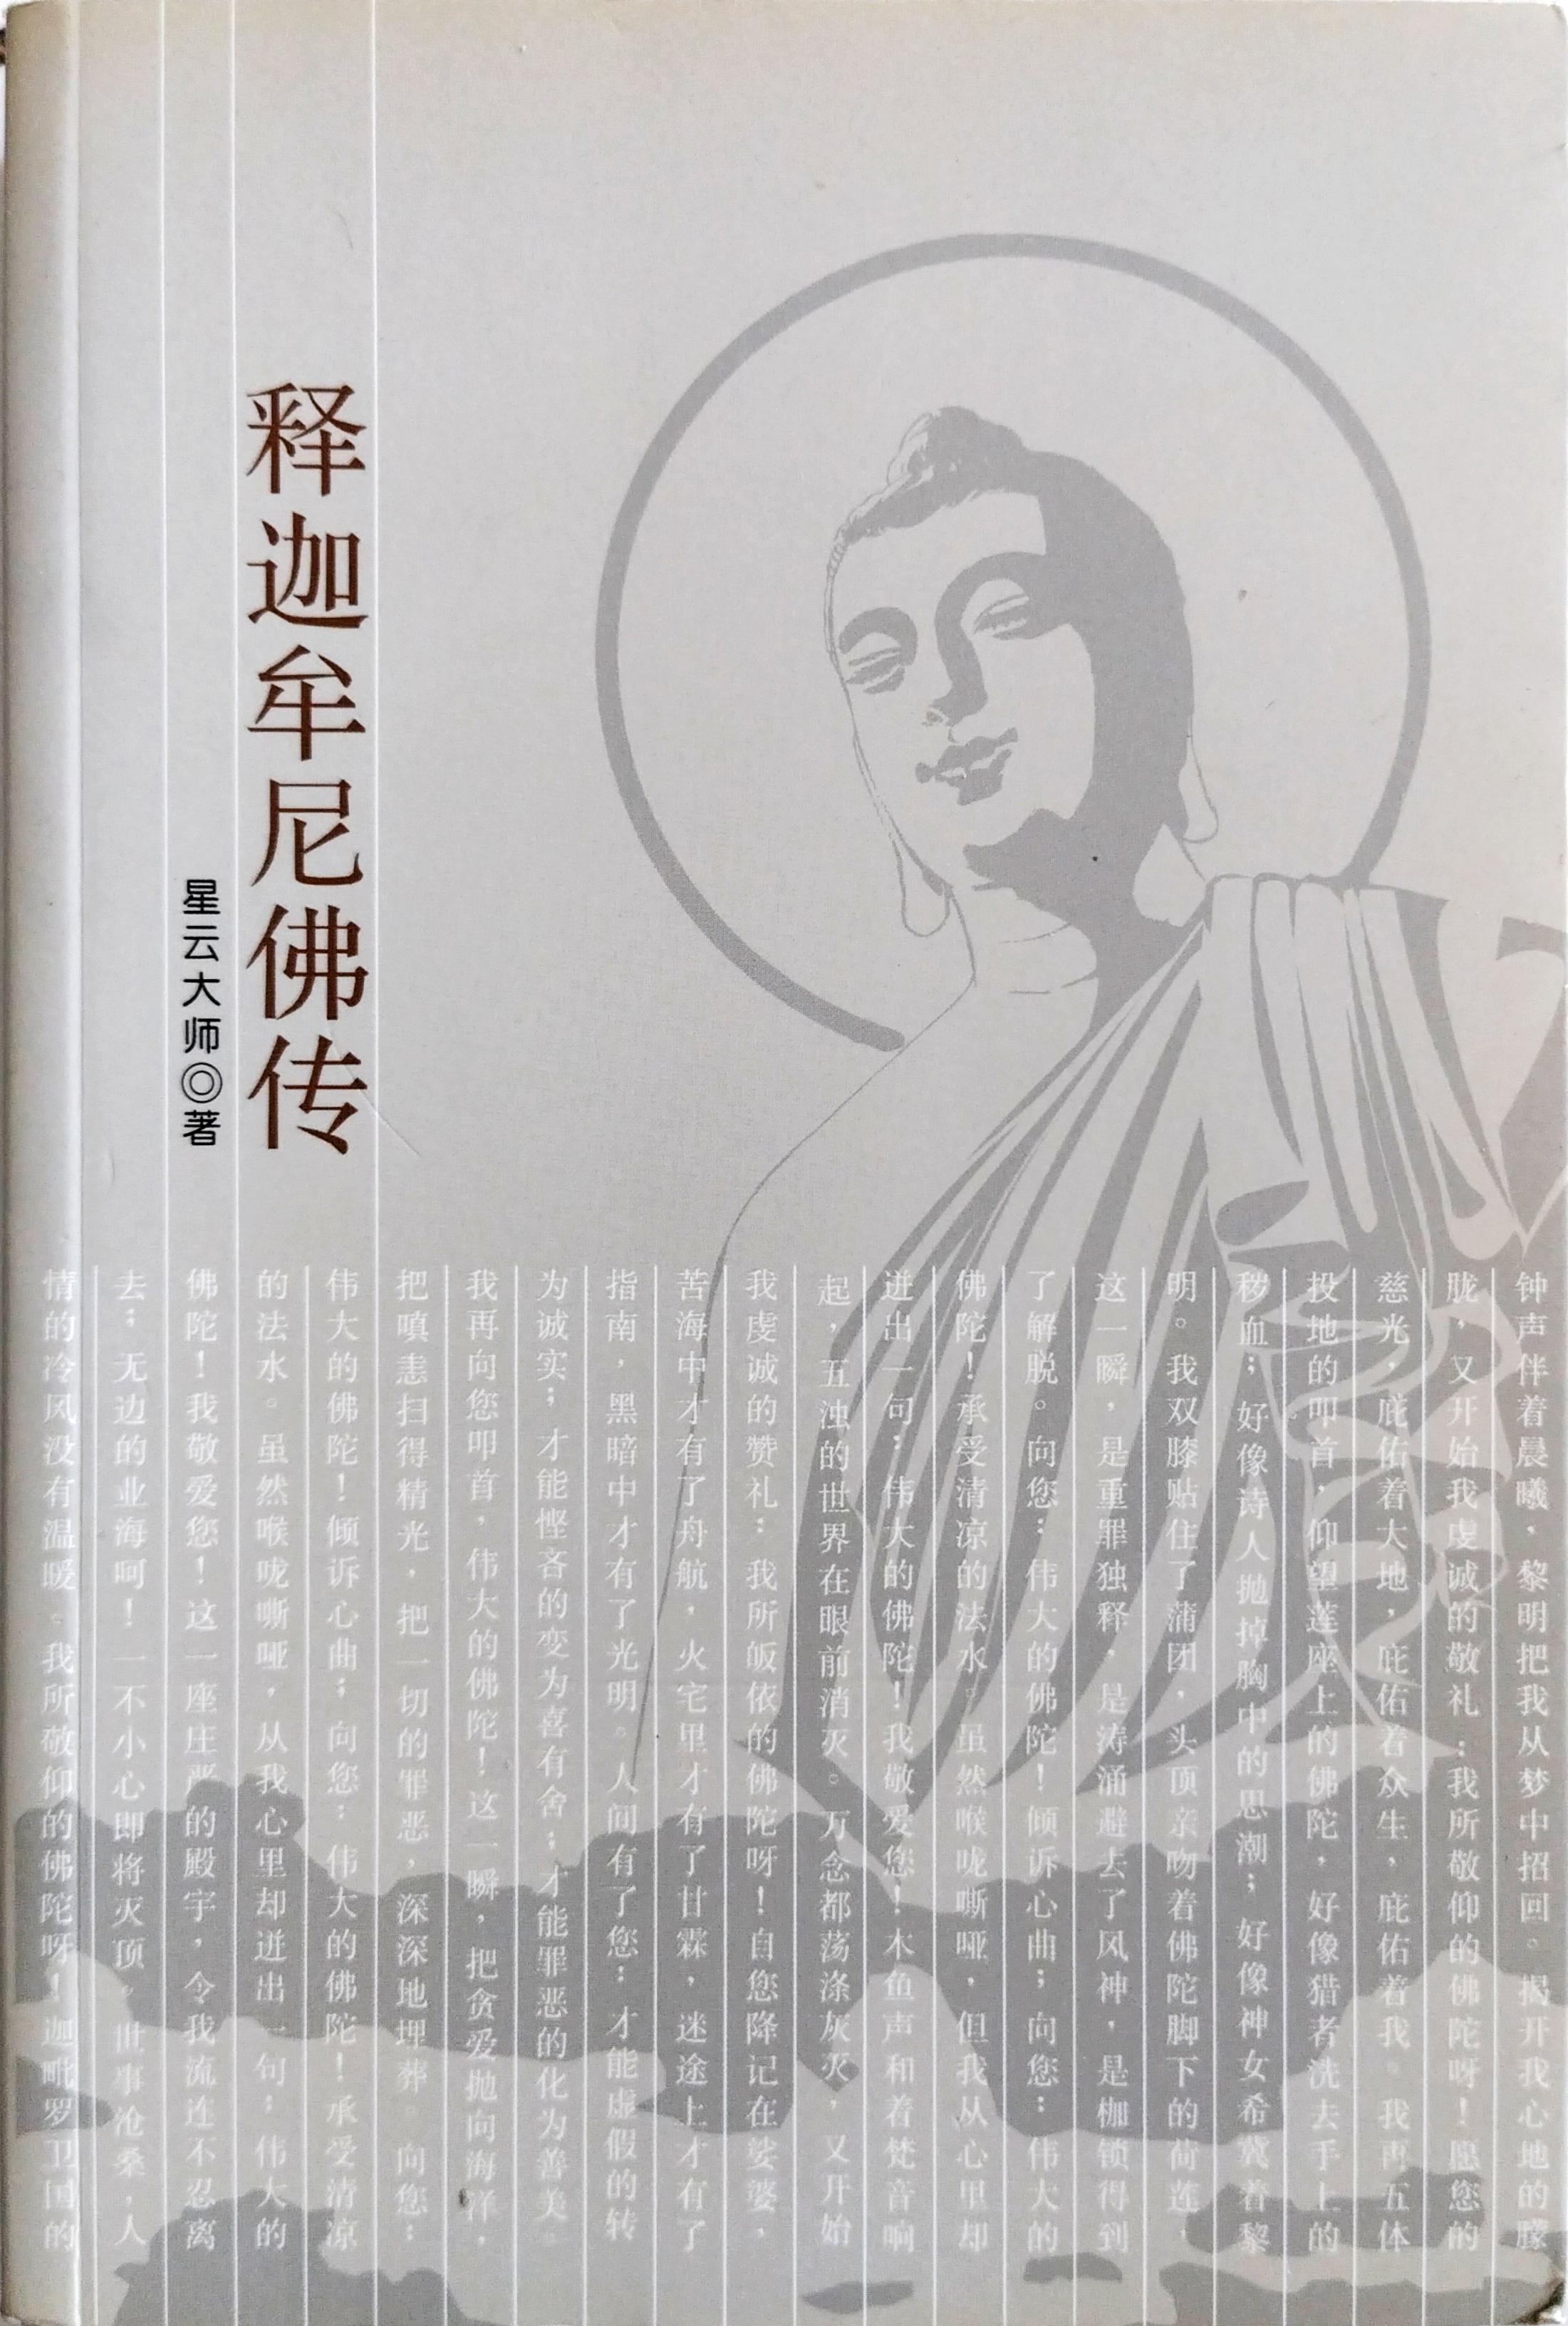 释迦牟尼佛传
星云大师◎著
钟声伴着晨曦，黎明把我从梦中招回。揭开我心地的朦
胧，又开始我虔诚的敬礼：我所敬仰的佛陀呀！愿您的
慈光，庇佑着大地，庇佑着众生，庇佑着我。我再五体
投地的叩首，仰望莲座上的佛陀，好像猎者洗去手上的
秽血；好像诗人抛掉胸中的思潮；好像神女希冀着黎
明。我双膝贴住了蒲团，头顶亲吻着佛陀脚下的荷莲，
这一瞬，是重罪独释，是涛涌避去了风神，是枷锁得到
了解脱。向您：伟大的佛陀！倾诉心曲；向您：伟大的
佛陀！承受清凉的法水。虽然喉咙嘶哑，但我从心里却
迸出一句：伟大的佛陀！我敬爱您！木鱼声和着梵音响
起，五浊的世界在眼前消灭。万念都荡涤灰灭，又开始
我虔诚的赞礼：我所皈依的佛陀呀！自您降记在娑婆，
苦海中才有了舟航，火宅里才有了甘霖，迷途上才有了
指南，黑暗中才有了光明。人间有了您：才能虚假的转
为诚实；才能悭吝的变为喜有舍；才能罪恶的化为善美。
我再向您叩首，伟大的佛陀！这一瞬，把贪爱抛向海洋，
把嗔恚扫得精光，把一切的罪恶，深深地埋葬。向您：
伟大的佛陀！倾诉心曲；向您：伟大的佛陀！承受清凉
的法水。虽然喉咙嘶哑，从我心里却迸出一句：伟大的
佛陀！我敬爱您！这一座庄严的殿宇，令我流连不忍离
去；无边的业海呵！一不小心即将灭顶。世事沧桑，人
情的冷风没有温暖。我所敬仰的佛陀呀！迦毗罗卫国的